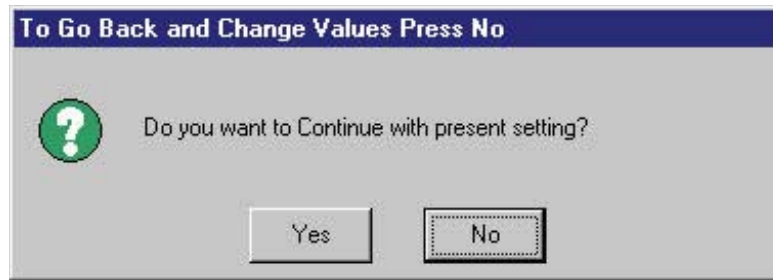 To Go Back and Change Values Press No
Do you want to Continue with present setting?
Yes
No